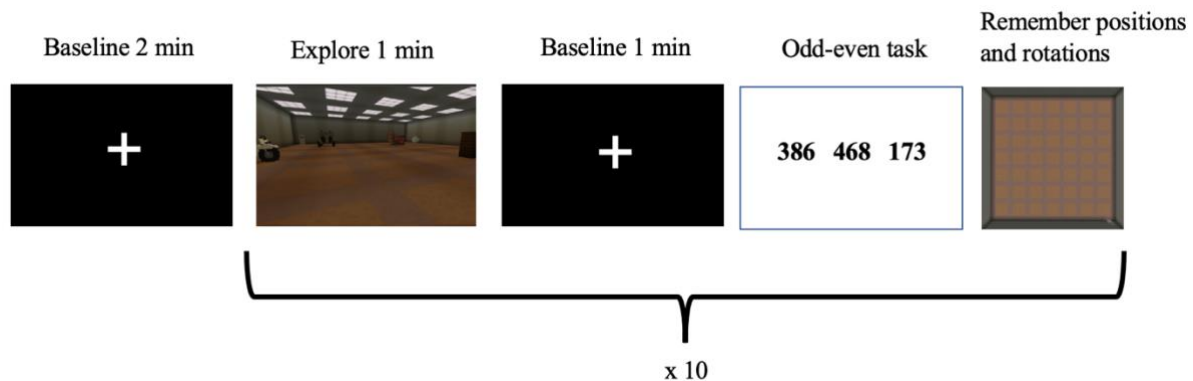 Baseline 2 min
Explore 1 min
Baseline 1 min
Odd-even task
Remember positions
and rotations
386 468 173
x 10